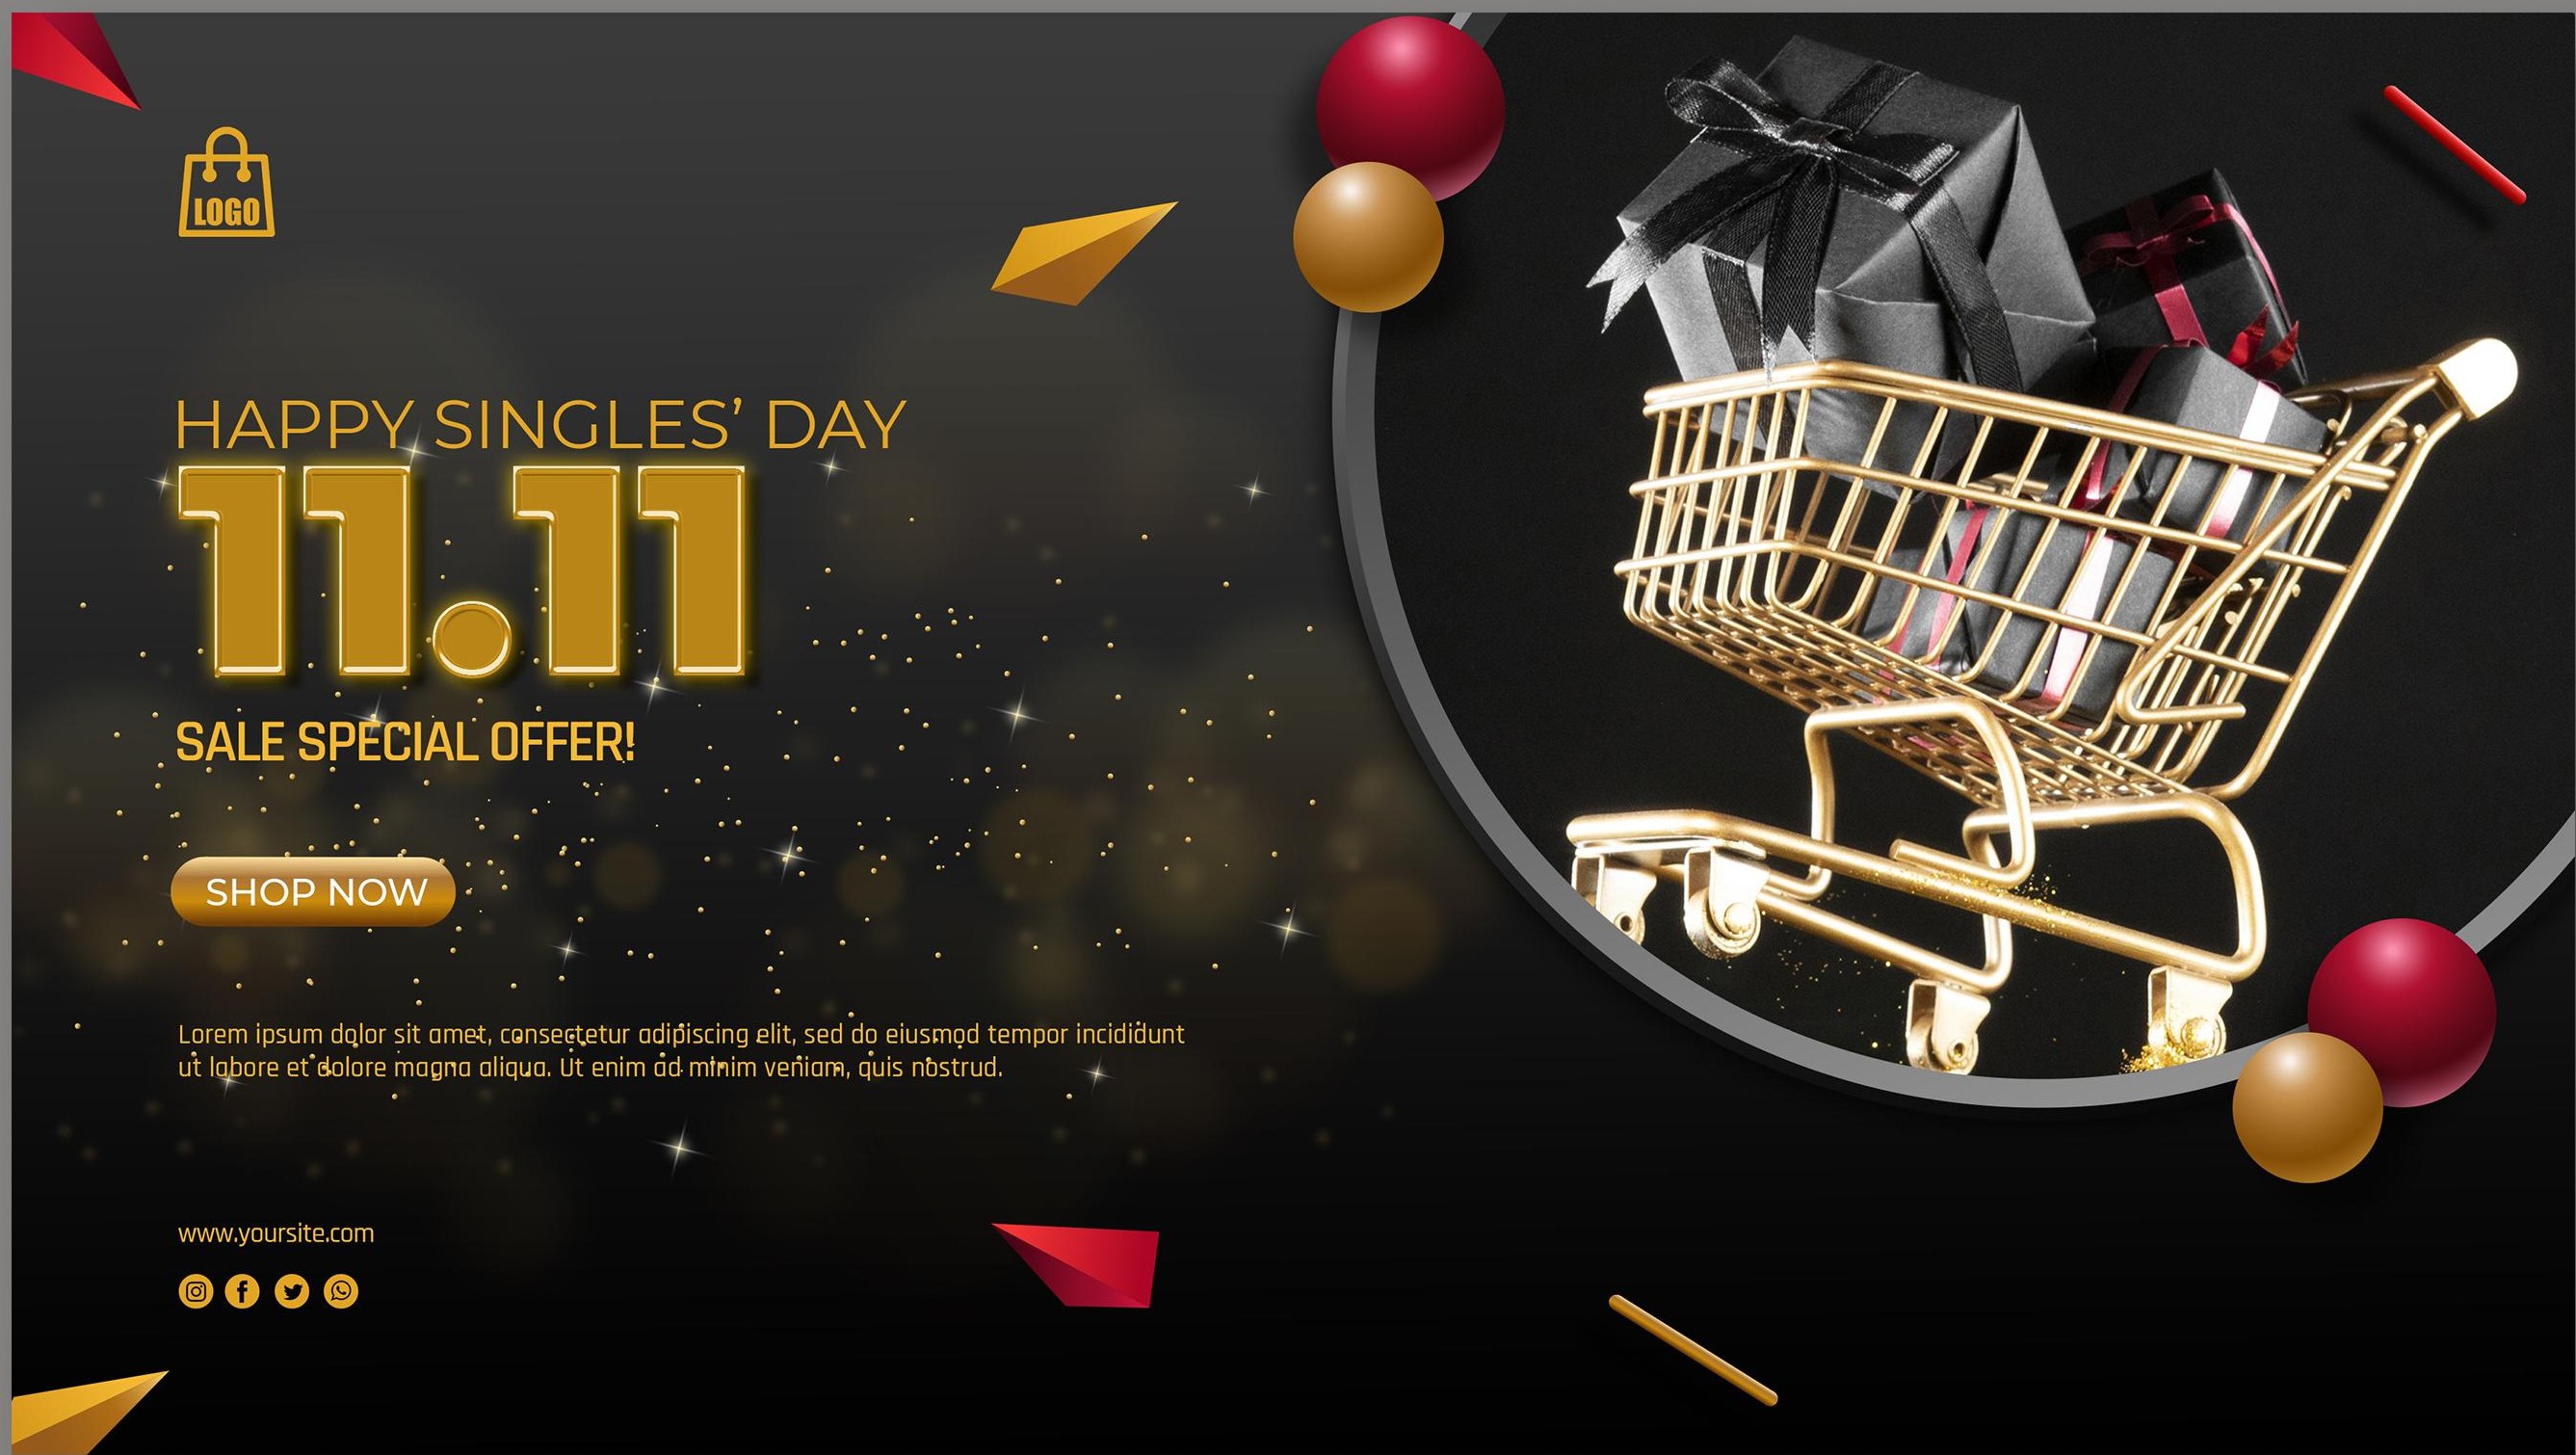 LOGO
HAPPY SINGLES’ DAY
11.11
SALE SPECIAL OFFER!
SHOP NOW
Lorem ipsum dolor sit amet, consectetur adipiscing elit, sed do eiusmod tempor incididunt
ut labore et dolore magna aliqua. Ut enim ad minim veniam, quis nostrud.
www.yoursite.com